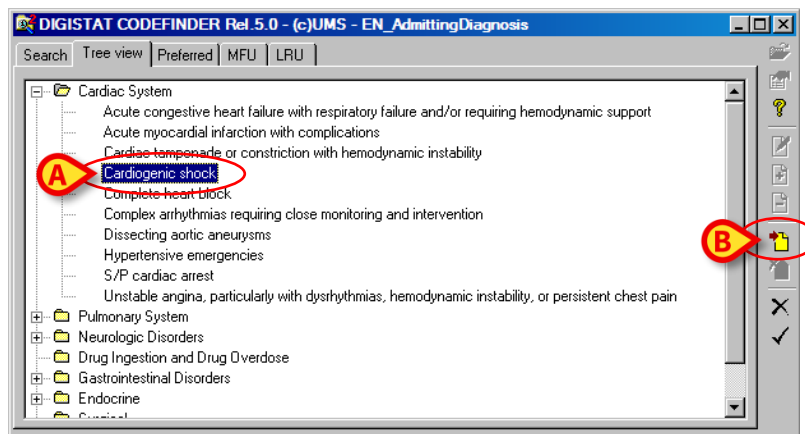 DIGISTAT CODEFINDER Rel.5.0 - (c)UMS - EN_AdmittingDiagnosis
Search Tree view Preferred MFU LRU
Cardiac System
Acute congestive heart failure with respiratory failure and/or requiring hemodynamic support
Acute myocardial infarction with complications
Cardiac tamponade or constriction with hemodynamic instability
A Cardiogenic shock
Complete heart block
Complex arrhythmias requiring close monitoring and intervention
Dissecting aortic aneurysms
B
Hypertensive emergencies
S/P cardiac arrest
Unstable angina, particularly with dysrhythmias, hemodynamic instability, or persistent chest pain
Pulmonary System
Neurologic Disorders
Drug Ingestion and Drug Overdose
Gastrointestinal Disorders
Endocrine
Surgical